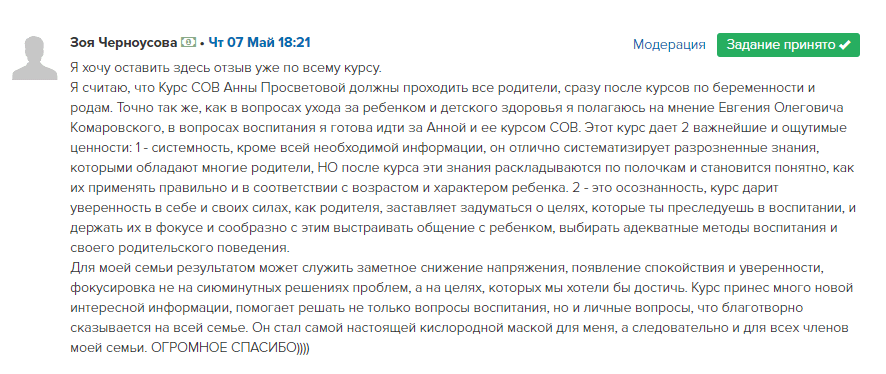 Зоя Черноусова • Чт 07 Май 18:21
Модерация Задание принято ✔
Я хочу оставить здесь отзыв уже по всему курсу.
Я считаю, что Курс СОВ Анны Просветовой должны проходить все родители, сразу после курсов по беременности и
родам. Точно так же, как в вопросах ухода за ребенком и детского здоровья я полагаюсь на мнение Евгения Олеговича
Комаровского, в вопросах воспитания я готова идти за Анной и ее курсом СОВ. Этот курс дает 2 важнейшие и ощутимые
ценности: 1 - системность, кроме всей необходимой информации, он отлично систематизирует разрозненные знания,
которыми обладают многие родители, НО после курса эти знания раскладываются по полочкам и становится понятно, как
их применять правильно и в соответствии с возрастом и характером ребенка. 2 - это осознанность, курс дарит
уверенность в себе и своих силах, как родителя, заставляет задуматься о целях, которые ты преследуешь в воспитании, и
держать их в фокусе и сообразно с этим выстраивать общение с ребенком, выбирать адекватные методы воспитания и
своего родительского поведения.
Для моей семьи результатом может служить заметное снижение напряжения, появление спокойствия и уверенности,
фокусировка не на сиюминутных решениях проблем, а на целях, которых мы хотели бы достичь. Курс принес много новой
интересной информации, помогает решать не только вопросы воспитания, но и личные вопросы, что благотворно
сказывается на всей семье. Он стал самой настоящей кислородной маской для меня, а следовательно и для всех членов
моей семьи. ОГРОМНОЕ СПАСИБО))))